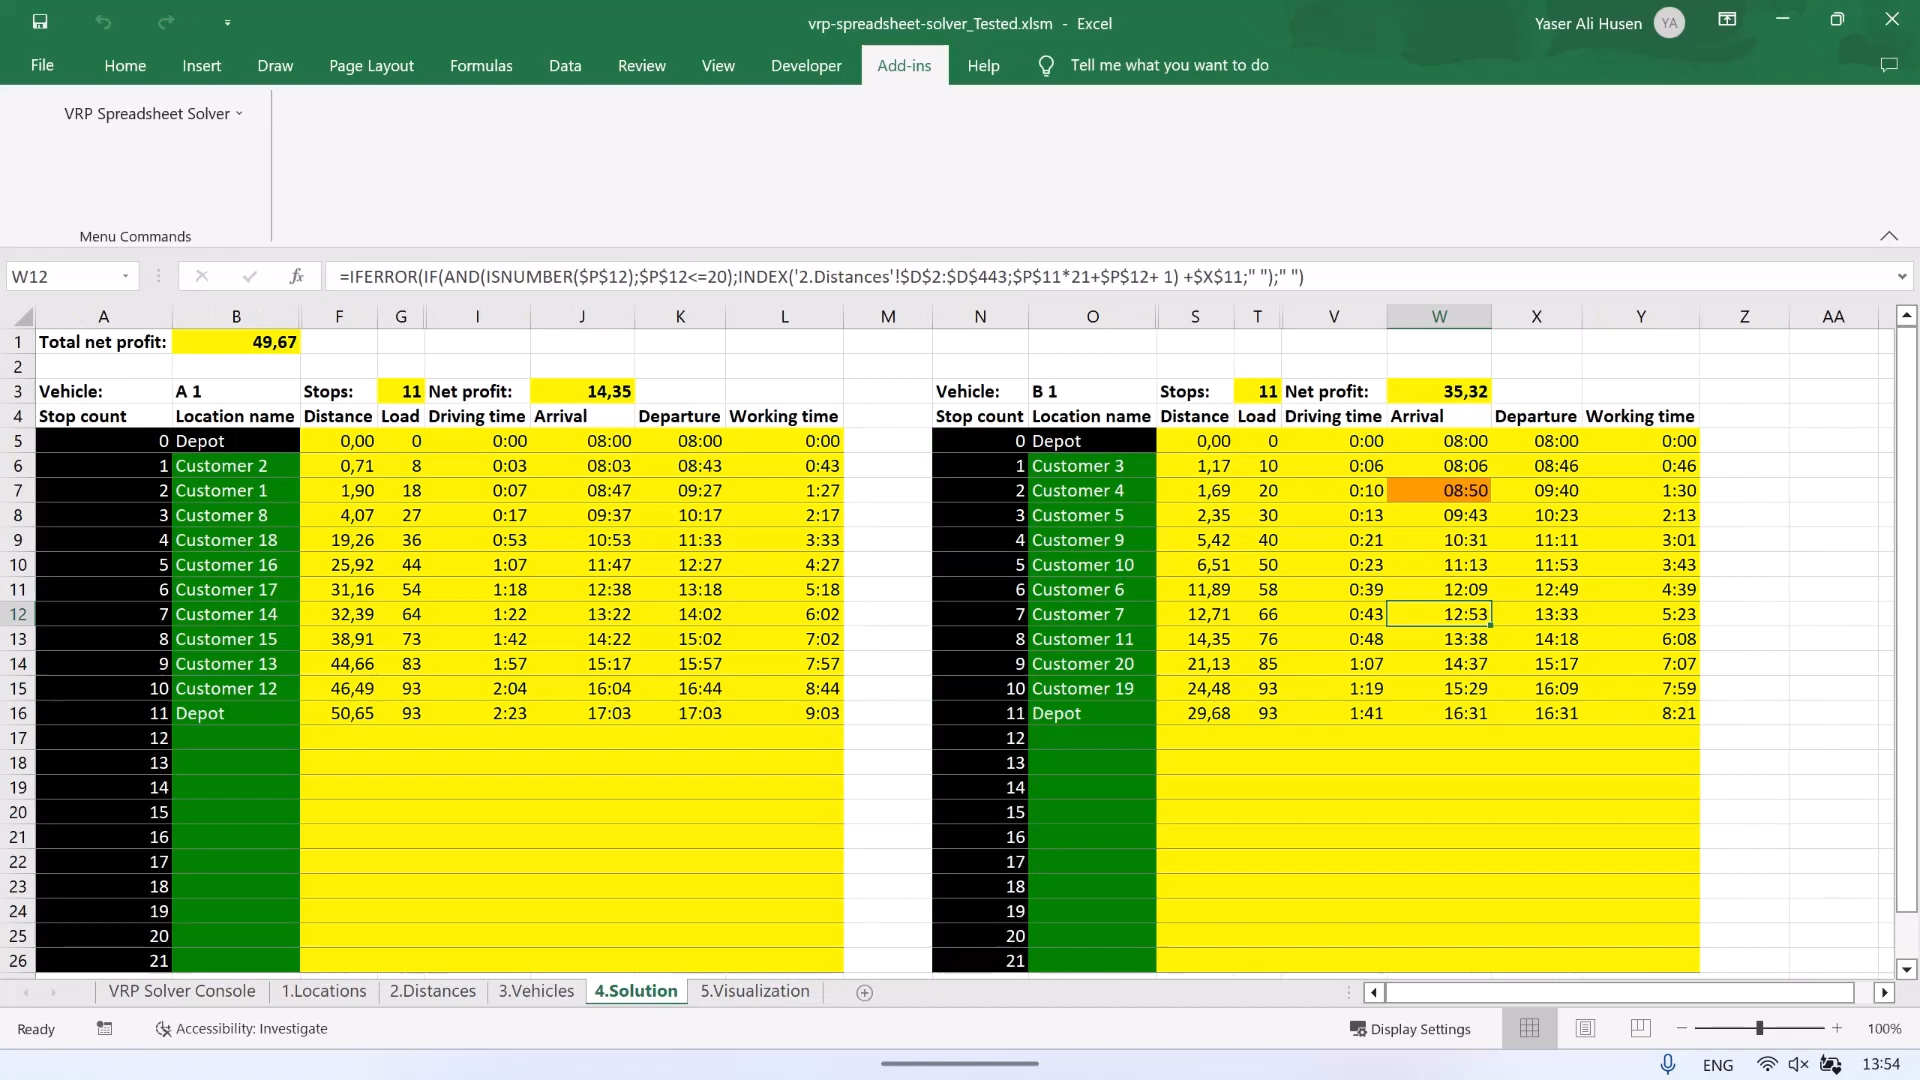 vrp-spreadsheet-solver_Tested.xlsm - Excel
Yaser Ali Husen YA
File Home Insert Draw Page Layout Formulas Data Review View Developer Add-ins Help Tell me what you want to do
VRP Spreadsheet Solver
Menu Commands
W12 fx =IFERROR(IF(AND(ISNUMBER($P$12);$P$12<=20);INDEX('2.Distances'!$D$2:$D$443;$P$11*21+$P$12+ 1) +$X$11;" ");" ")
A B F G I J K L M N O S T V W X Y Z AA
1 Total net profit: 49,67
2
3 Vehicle: A 1 Stops: 11 Net profit: 14,35 Vehicle: B 1 Stops: 11 Net profit: 35,32
4 Stop count Location name Distance Load Driving time Arrival Departure Working time Stop count Location name Distance Load Driving time Arrival Departure Working time
5 0 Depot 0,00 0 0:00 08:00 08:00 0:00 0 Depot 0,00 0 0:00 08:00 08:00 0:00
6 1 Customer 2 0,71 8 0:03 08:03 08:43 0:43 1 Customer 3 1,17 10 0:06 08:06 08:46 0:46
7 2 Customer 1 1,90 18 0:07 08:47 09:27 1:27 2 Customer 4 1,69 20 0:10 08:50 09:40 1:30
8 3 Customer 8 4,07 27 0:17 09:37 10:17 2:17 3 Customer 5 2,35 30 0:13 09:43 10:23 2:13
9 4 Customer 18 19,26 36 0:53 10:53 11:33 3:33 4 Customer 9 5,42 40 0:21 10:31 11:11 3:01
10 5 Customer 16 25,92 44 1:07 11:47 12:27 4:27 5 Customer 10 6,51 50 0:23 11:13 11:53 3:43
11 6 Customer 17 31,16 54 1:18 12:38 13:18 5:18 6 Customer 6 11,89 58 0:39 12:09 12:49 4:39
12 7 Customer 14 32,39 64 1:22 13:22 14:02 6:02 7 Customer 7 12,71 66 0:43 12:53 13:33 5:23
13 8 Customer 15 38,91 73 1:42 14:22 15:02 7:02 8 Customer 11 14,35 76 0:48 13:38 14:18 6:08
14 9 Customer 13 44,66 83 1:57 15:17 15:57 7:57 9 Customer 20 21,13 85 1:07 14:37 15:17 7:07
15 10 Customer 12 46,49 93 2:04 16:04 16:44 8:44 10 Customer 19 24,48 93 1:19 15:29 16:09 7:59
16 11 Depot 50,65 93 2:23 17:03 17:03 9:03 11 Depot 29,68 93 1:41 16:31 16:31 8:21
17 12 12
18 13 13
19 14 14
20 15 15
21 16 16
22 17 17
23 18 18
24 19 19
25 20 20
26 21 21
VRP Solver Console 1.Locations 2.Distances 3.Vehicles 4.Solution 5.Visualization
Ready Accessibility: Investigate Display Settings 100%
ENG 13:54